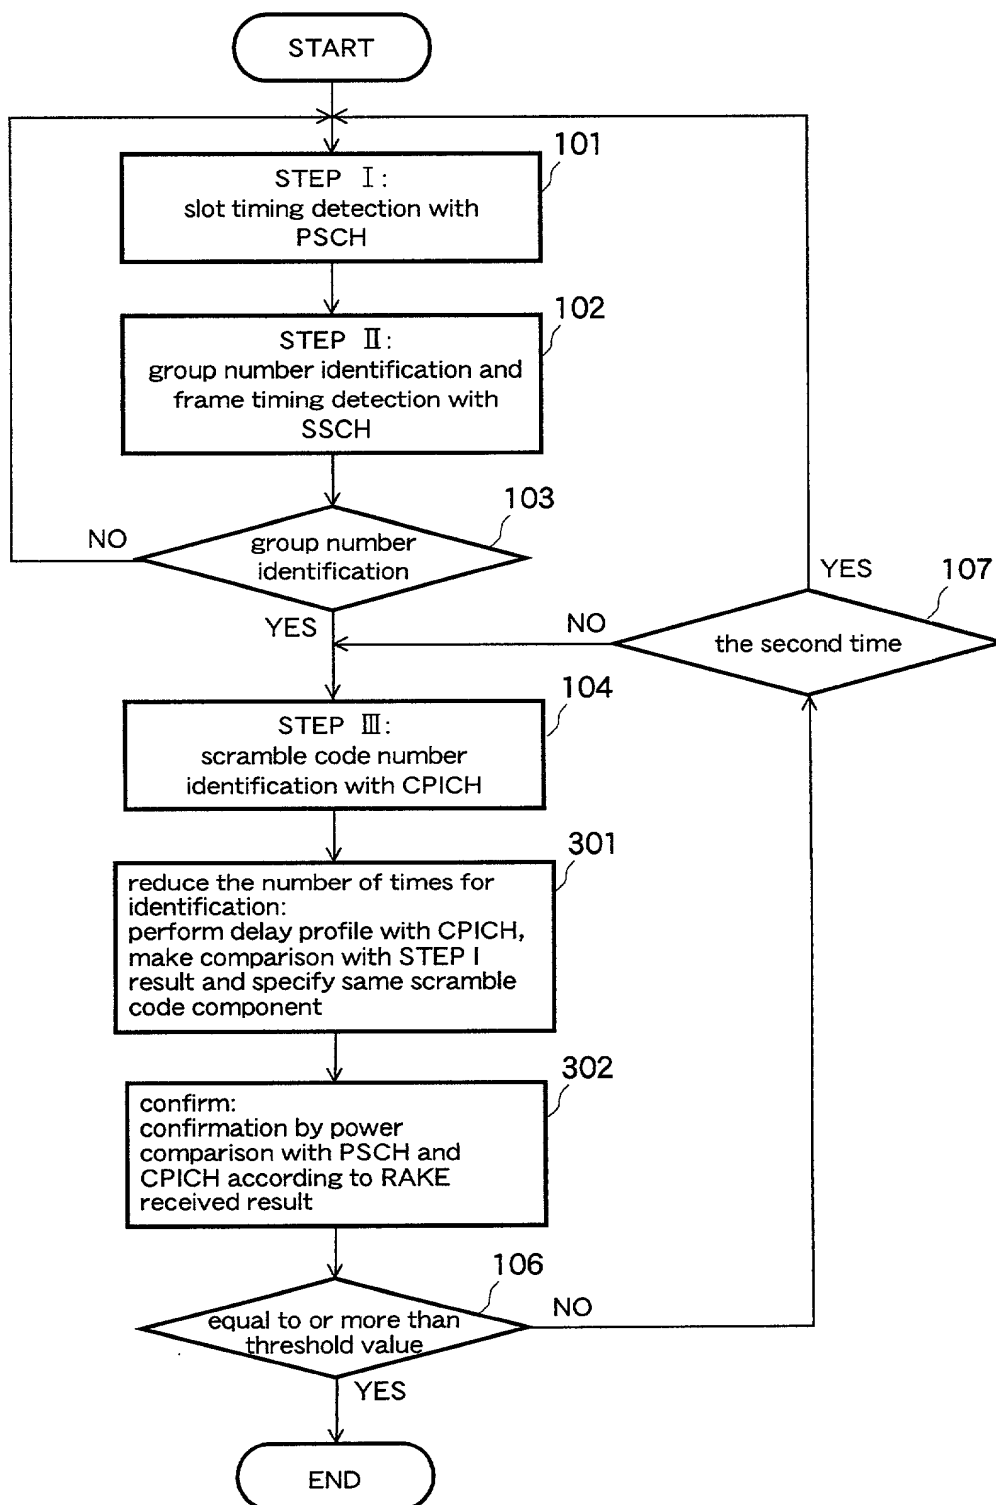 START
101
STEP Ⅰ:
slot timing detection with
PSCH
102
STEP Ⅱ:
group number identification and
frame timing detection with
SSCH
103
NO
group number
identification
YES
107
YES
NO
the second time
104
STEP Ⅲ:
scramble code number
identification with CPICH
301
reduce the number of times for
identification:
perform delay profile with CPICH,
make comparison with STEP Ⅰ
result and specify same scramble
code component
302
confirm:
confirmation by power
comparison with PSCH and
CPICH according to RAKE
received result
106
NO
equal to or more than
threshold value
YES
END